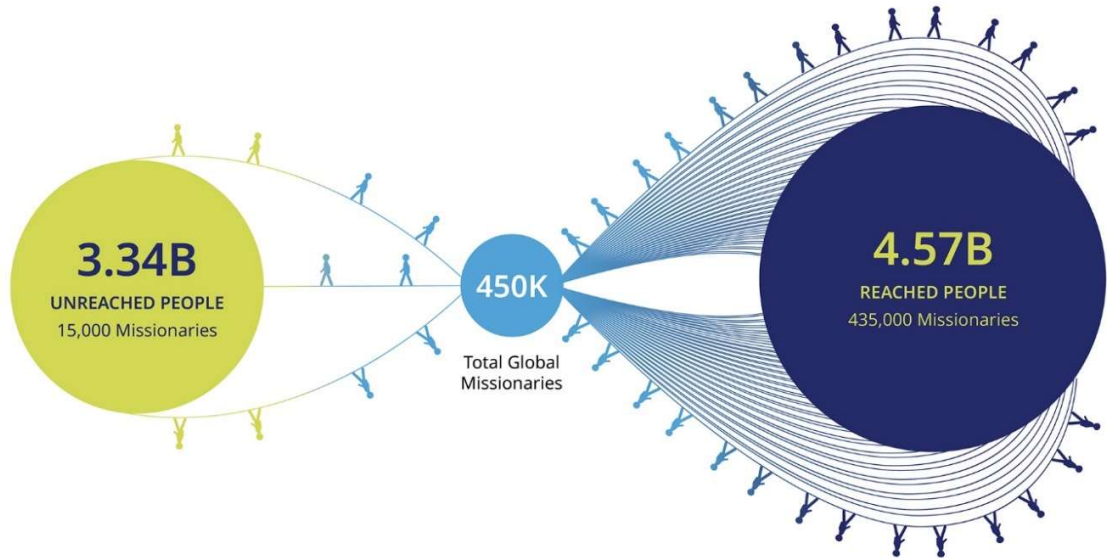 3.34B
UNREACHED PEOPLE
15,000 Missionaries
450K
Total Global
Missionaries
4.57B
REACHED PEOPLE
435,000 Missionaries